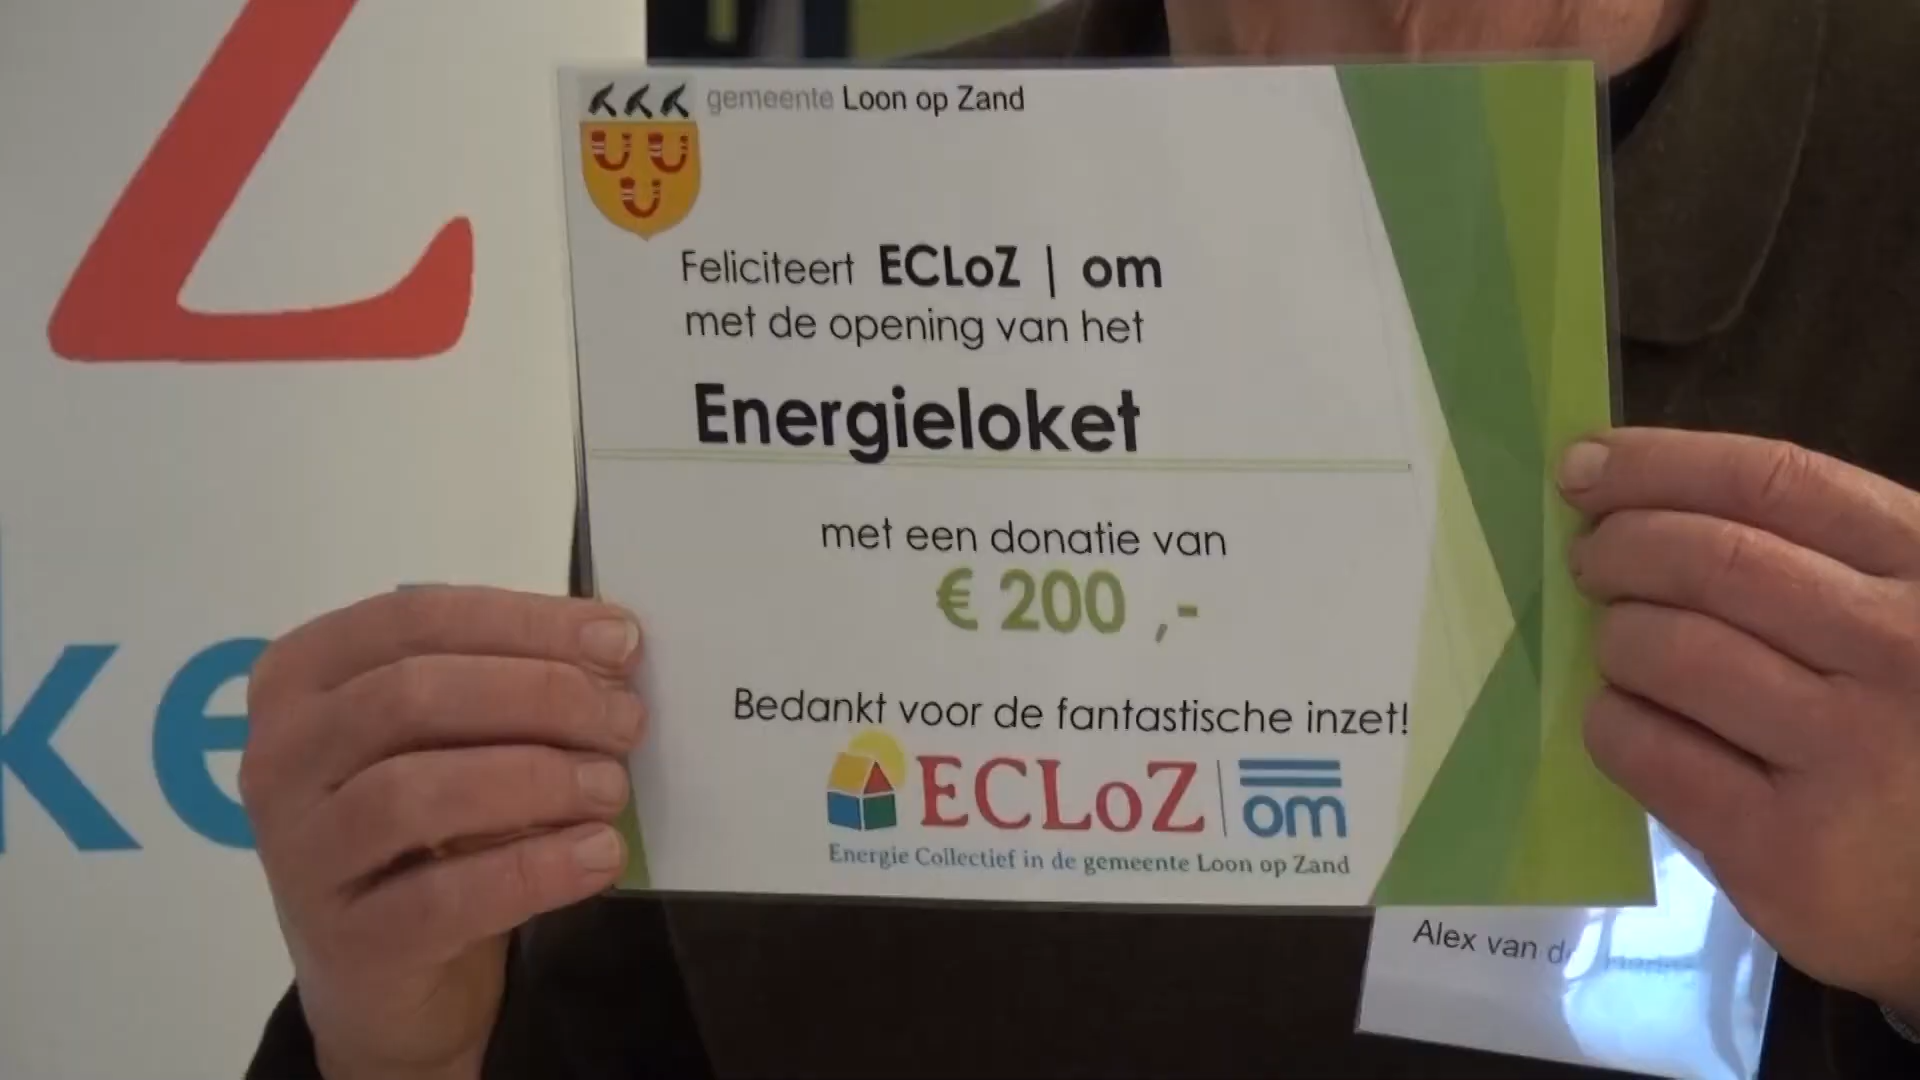 Z
ke
gemeente Loon op Zand
Feliciteert ECLoZ | om
met de opening van het
Energieloket
met een donatie van
€ 200 ,-
Bedankt voor de fantastische inzet!
ECLoZ | om
Energie Collectief in de gemeente Loon op Zand
Alex van